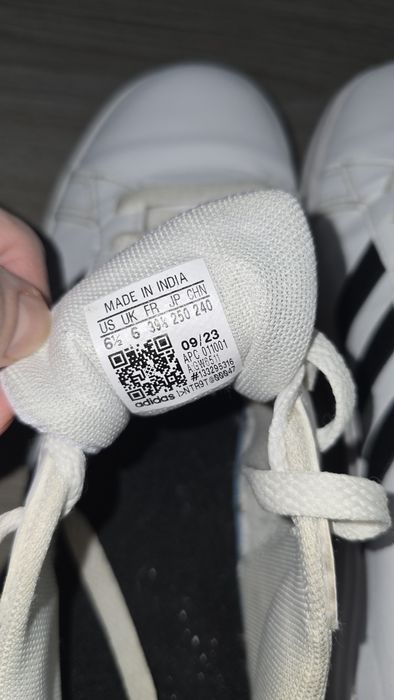 MADE IN INDIA
US UK FR JP CHN
6½ 6 39⅓ 250 240
09/23
APC 011001
#133295316
adidas